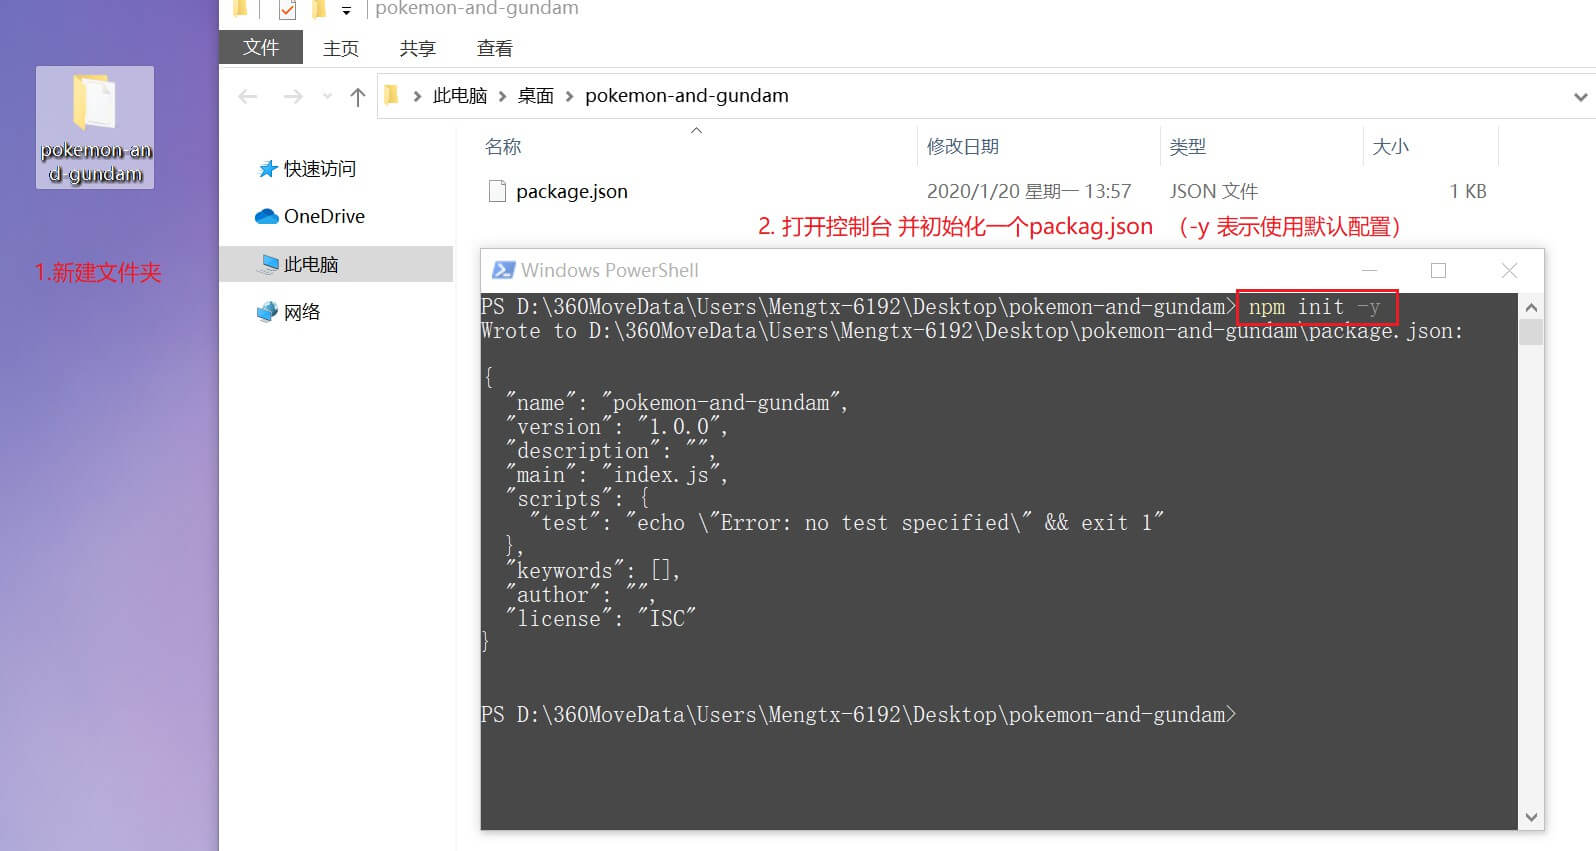 pokemon-and-gundam
文件 主页 共享 查看
此电脑 桌面 pokemon-and-gundam
pokemon-an
d-gundam
1.新建文件夹
快速访问
OneDrive
此电脑
网络
名称 修改日期 类型 大小
package.json 2020/1/20 星期一 13:57 JSON 文件 1 KB
2. 打开控制台 并初始化一个packag.json （-y 表示使用默认配置）
Windows PowerShell
PS D:\360MoveData\Users\Mengtx-6192\Desktop\pokemon-and-gundam> npm init -y
Wrote to D:\360MoveData\Users\Mengtx-6192\Desktop\pokemon-and-gundam\package.json:
{
"name": "pokemon-and-gundam",
"version": "1.0.0",
"description": "",
"main": "index.js",
"scripts": {
"test": "echo \"Error: no test specified\" && exit 1"
},
"keywords": [],
"author": "",
"license": "ISC"
}
PS D:\360MoveData\Users\Mengtx-6192\Desktop\pokemon-and-gundam>